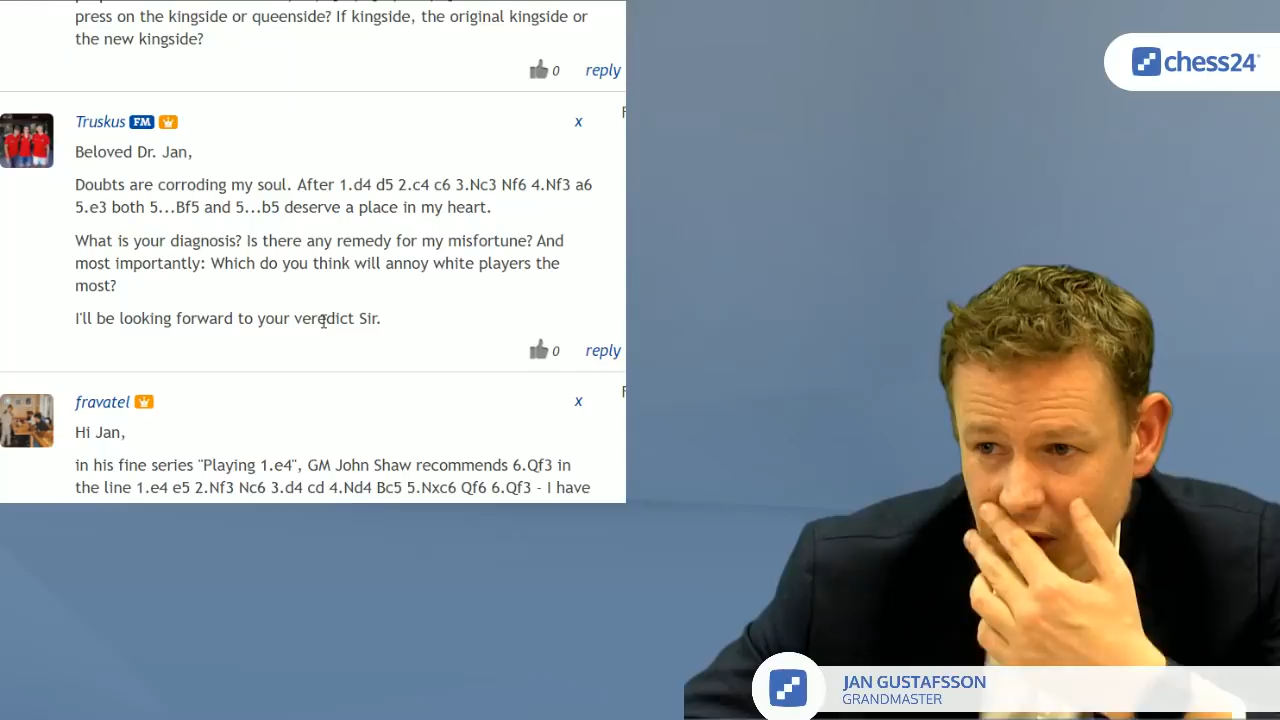 press on the kingside or queenside? If kingside, the original kingside or
the new kingside?
0 reply
chess24
Truskus FM x
Beloved Dr. Jan,
Doubts are corroding my soul. After 1.d4 d5 2.c4 c6 3.Nc3 Nf6 4.Nf3 a6
5.e3 both 5...Bf5 and 5...b5 deserve a place in my heart.
What is your diagnosis? Is there any remedy for my misfortune? And
most importantly: Which do you think will annoy white players the
most?
I'll be looking forward to your veredict Sir.
0 reply
fravatel x
Hi Jan,
in his fine series "Playing 1.e4", GM John Shaw recommends 6.Qf3 in
the line 1.e4 e5 2.Nf3 Nc6 3.d4 cd 4.Nd4 Bc5 5.Nxc6 Qf6 6.Qf3 - I have
JAN GUSTAFSSON
GRANDMASTER